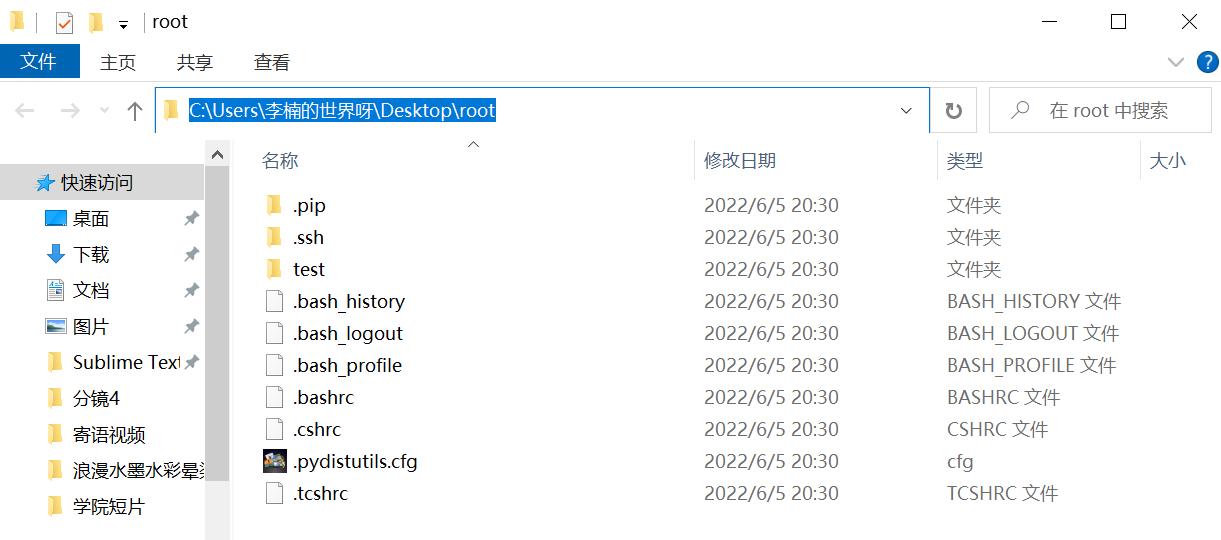 root
文件 主页 共享 查看
C:\Users\李楠的世界呀\Desktop\root 在 root 中搜索
名称 修改日期 类型 大小
快速访问
桌面
下载
文档
图片
Sublime Text
分镜4
寄语视频
浪漫水墨水彩晕染
学院短片
.pip 2022/6/5 20:30 文件夹
.ssh 2022/6/5 20:30 文件夹
test 2022/6/5 20:30 文件夹
.bash_history 2022/6/5 20:30 BASH_HISTORY 文件
.bash_logout 2022/6/5 20:30 BASH_LOGOUT 文件
.bash_profile 2022/6/5 20:30 BASH_PROFILE 文件
.bashrc 2022/6/5 20:30 BASHRC 文件
.cshrc 2022/6/5 20:30 CSHRC 文件
.pydistutils.cfg 2022/6/5 20:30 cfg
.tcshrc 2022/6/5 20:30 TCSHRC 文件